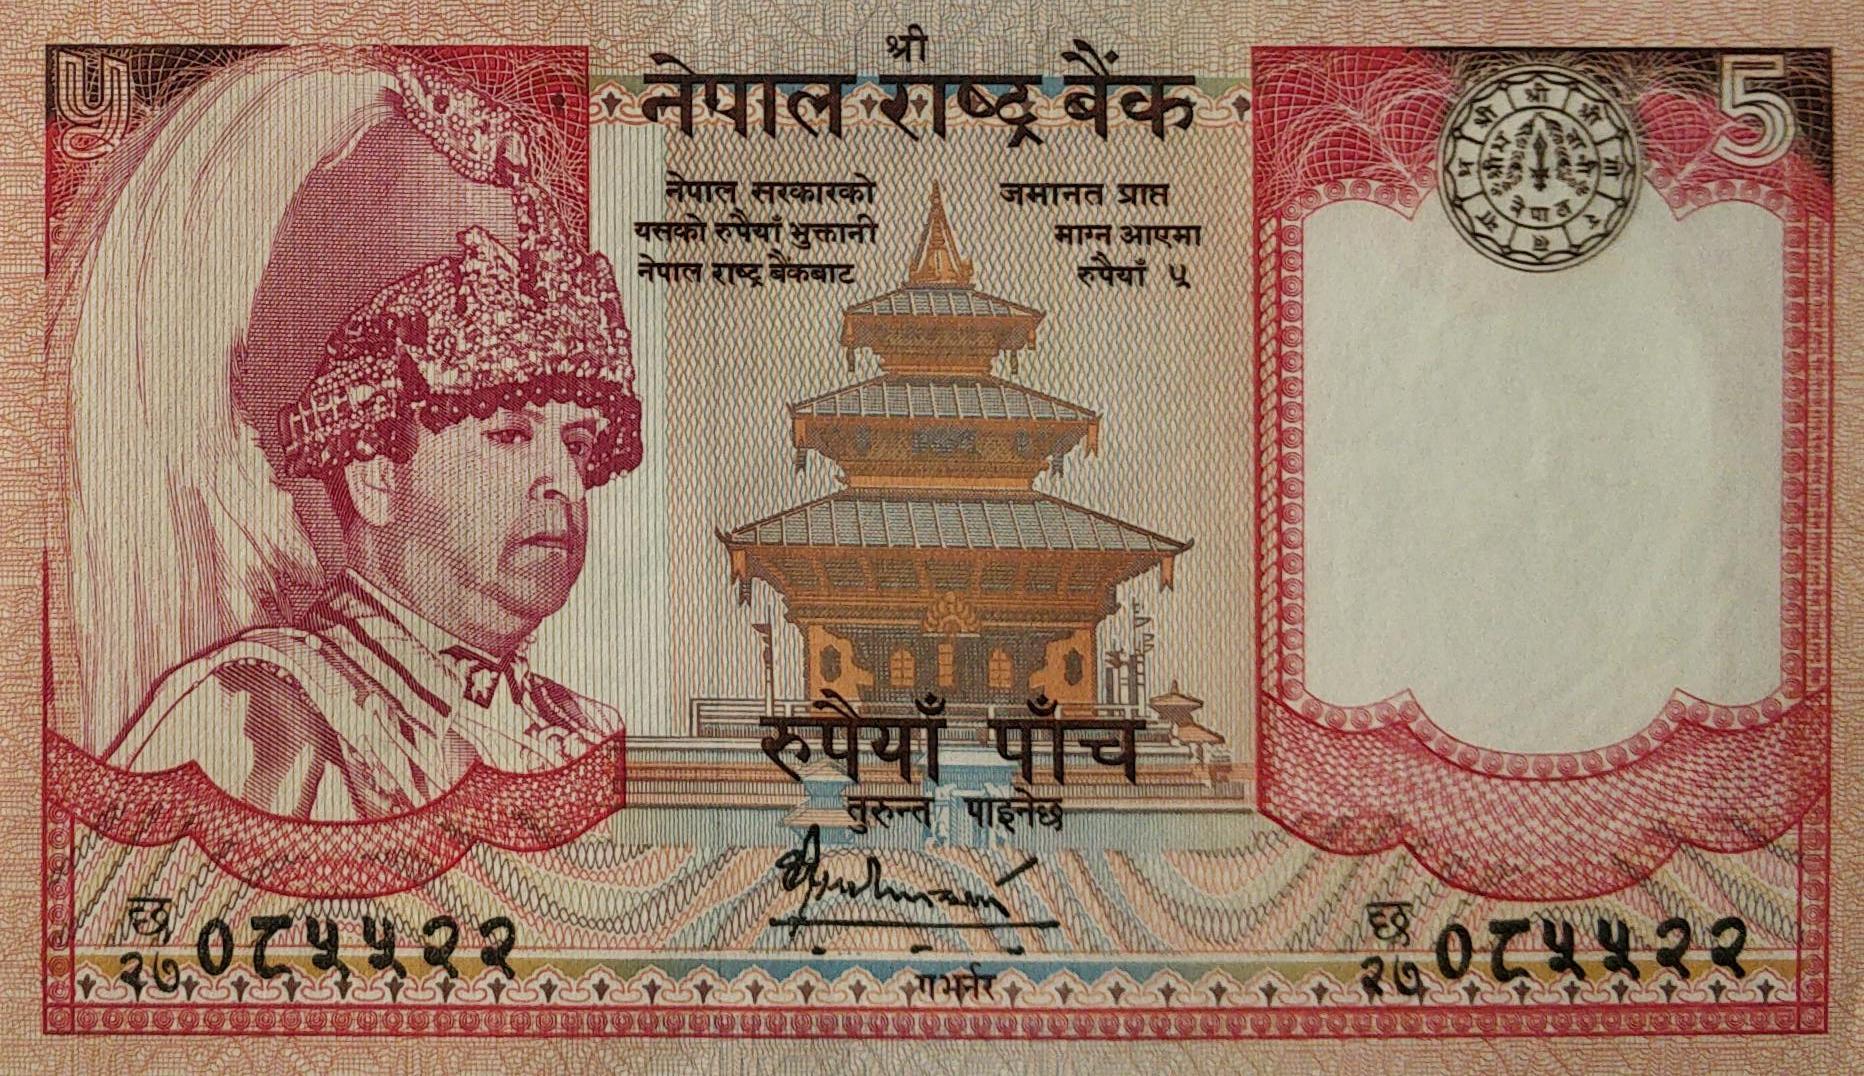 ५
श्री
5
नेपाल राष्ट्र बैंक
नेपाल सरकारको जमानत प्राप्त
यसको रुपैयाँ भुक्तानी माग्न आएमा
नेपाल राष्ट्र बैंकबाट रुपैयाँ ५
रुपैयाँ पाँच
तुरुन्त पाइनेछ
२७ ०८५५२२
२७ ०८५५२२
गभर्नर